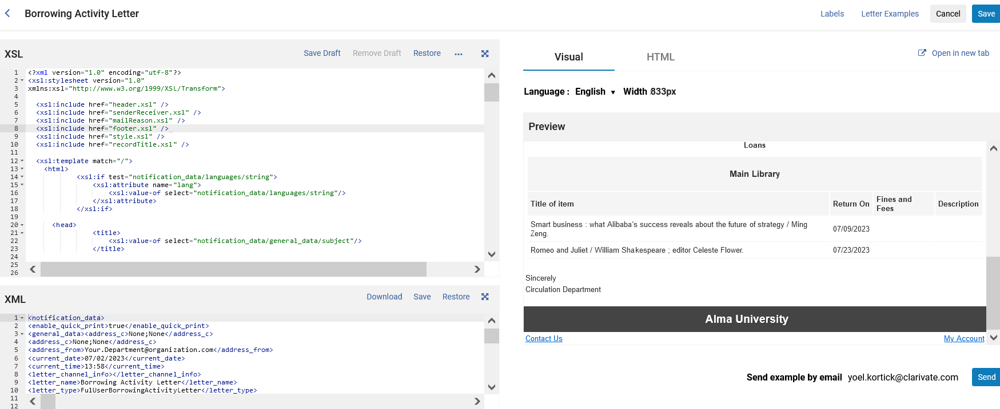 Borrowing Activity Letter
Labels Letter Examples Cancel Save
XSL
Save Draft Remove Draft Restore ...
1 <?xml version="1.0" encoding="utf-8"?>
2 <xsl:stylesheet version="1.0"
3 xmlns:xsl="http://www.w3.org/1999/XSL/Transform">
4
5 <xsl:include href="header.xsl" />
6 <xsl:include href="senderReceiver.xsl" />
7 <xsl:include href="mailReason.xsl" />
8 <xsl:include href="footer.xsl" />
9 <xsl:include href="style.xsl" />
10 <xsl:include href="recordTitle.xsl" />
11
12 <xsl:template match="/">
13 <html>
14 <xsl:if test="notification_data/languages/string">
15 <xsl:attribute name="lang">
16 <xsl:value-of select="notification_data/languages/string"/>
17 </xsl:attribute>
18 </xsl:if>
19
20 <head>
21 <title>
22 <xsl:value-of select="notification_data/general_data/subject"/>
23 </title>
24
25
26
XML
Download Save Restore
1 <notification_data>
2 <enable_quick_print>true</enable_quick_print>
3 <general_data><address_c>None;None</address_c>
4 <address_c>None;None</address_c>
5 <address_from>Your.Department@organization.com</address_from>
6 <current_date>07/02/2023</current_date>
7 <current_time>13:58</current_time>
8 <letter_channel_info></letter_channel_info>
9 <letter_name>Borrowing Activity Letter</letter_name>
10 <letter_type>FulUserBorrowingActivityLetter</letter_type>
11
12
Visual HTML
Open in new tab
Language : English Width :833px
Preview
Loans
Main Library
Title of item Return On Fines and Fees Description
Smart business : what Alibaba's success reveals about the future of strategy / Ming
Zeng. 07/09/2023
Romeo and Juliet / William Shakespeare ; editor Celeste Flower. 07/23/2023
Sincerely
Circulation Department
Alma University
Contact Us My Account
Send example by email yoel.kortick@clarivate.com Send